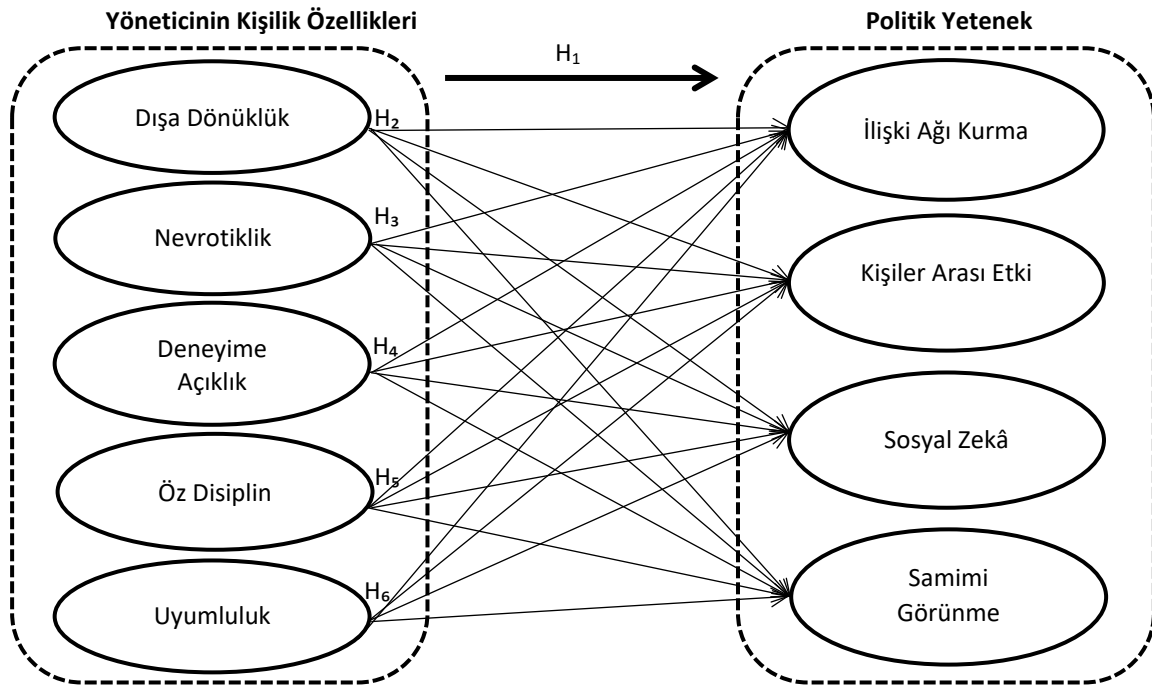 Yöneticinin Kişilik Özellikleri
Politik Yetenek
H₁
Dışa Dönüklük
H₂
İlişki Ağı Kurma
Nevrotiklik
H₃
Kişiler Arası Etki
Deneyime
Açıklık
H₄
Sosyal Zekâ
Öz Disiplin
H₅
Samimi
Görünme
Uyumluluk
H₆